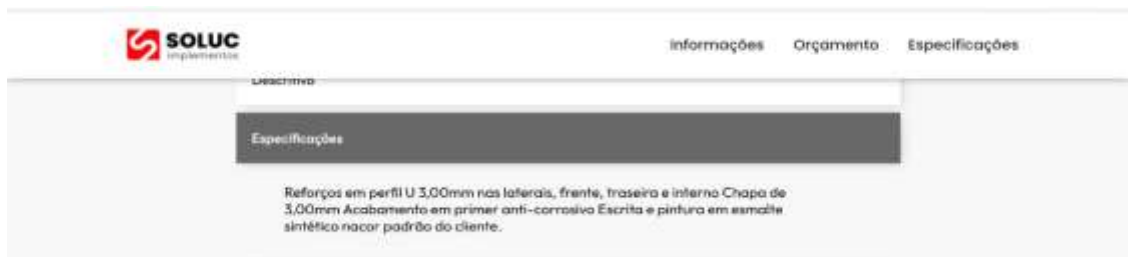 SOLUC
implementos
Informações Orçamento Especificações
Descritivo
Especificações
Reforços em perfil U 3,00mm nas laterais, frente, traseira e interno Chapa de
3,00mm Acabamento em primer anti-corrosivo Escrita e pintura em esmalte
sintético nacor padrão do cliente.